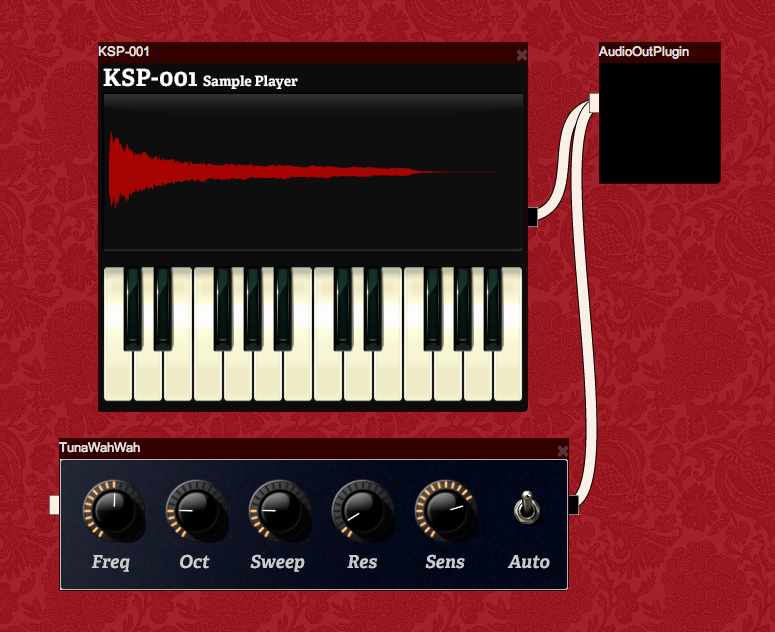 KSP-001
AudioOutPlugin
KSP-001 Sample Player
TunaWahWah
Freq Oct Sweep Res Sens Auto